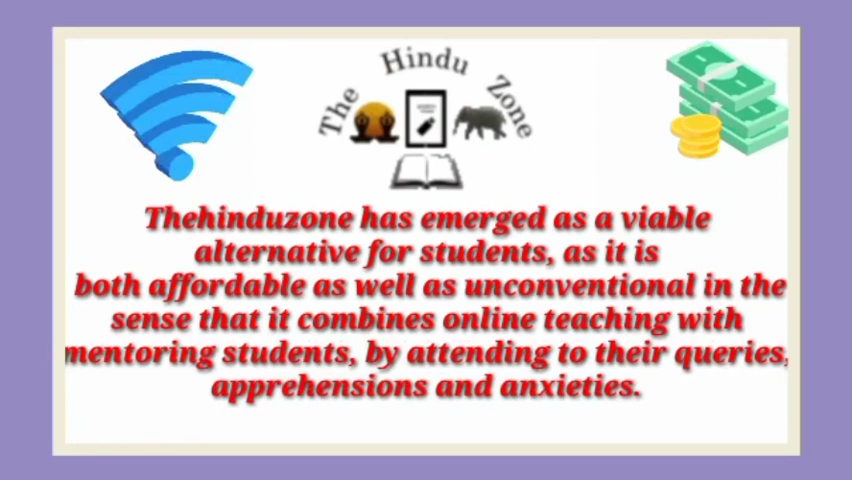 The Hindu Zone
Thehinduzone has emerged as a viable
alternative for students, as it is
both affordable as well as unconventional in the
sense that it combines online teaching with
mentoring students, by attending to their queries,
apprehensions and anxieties.